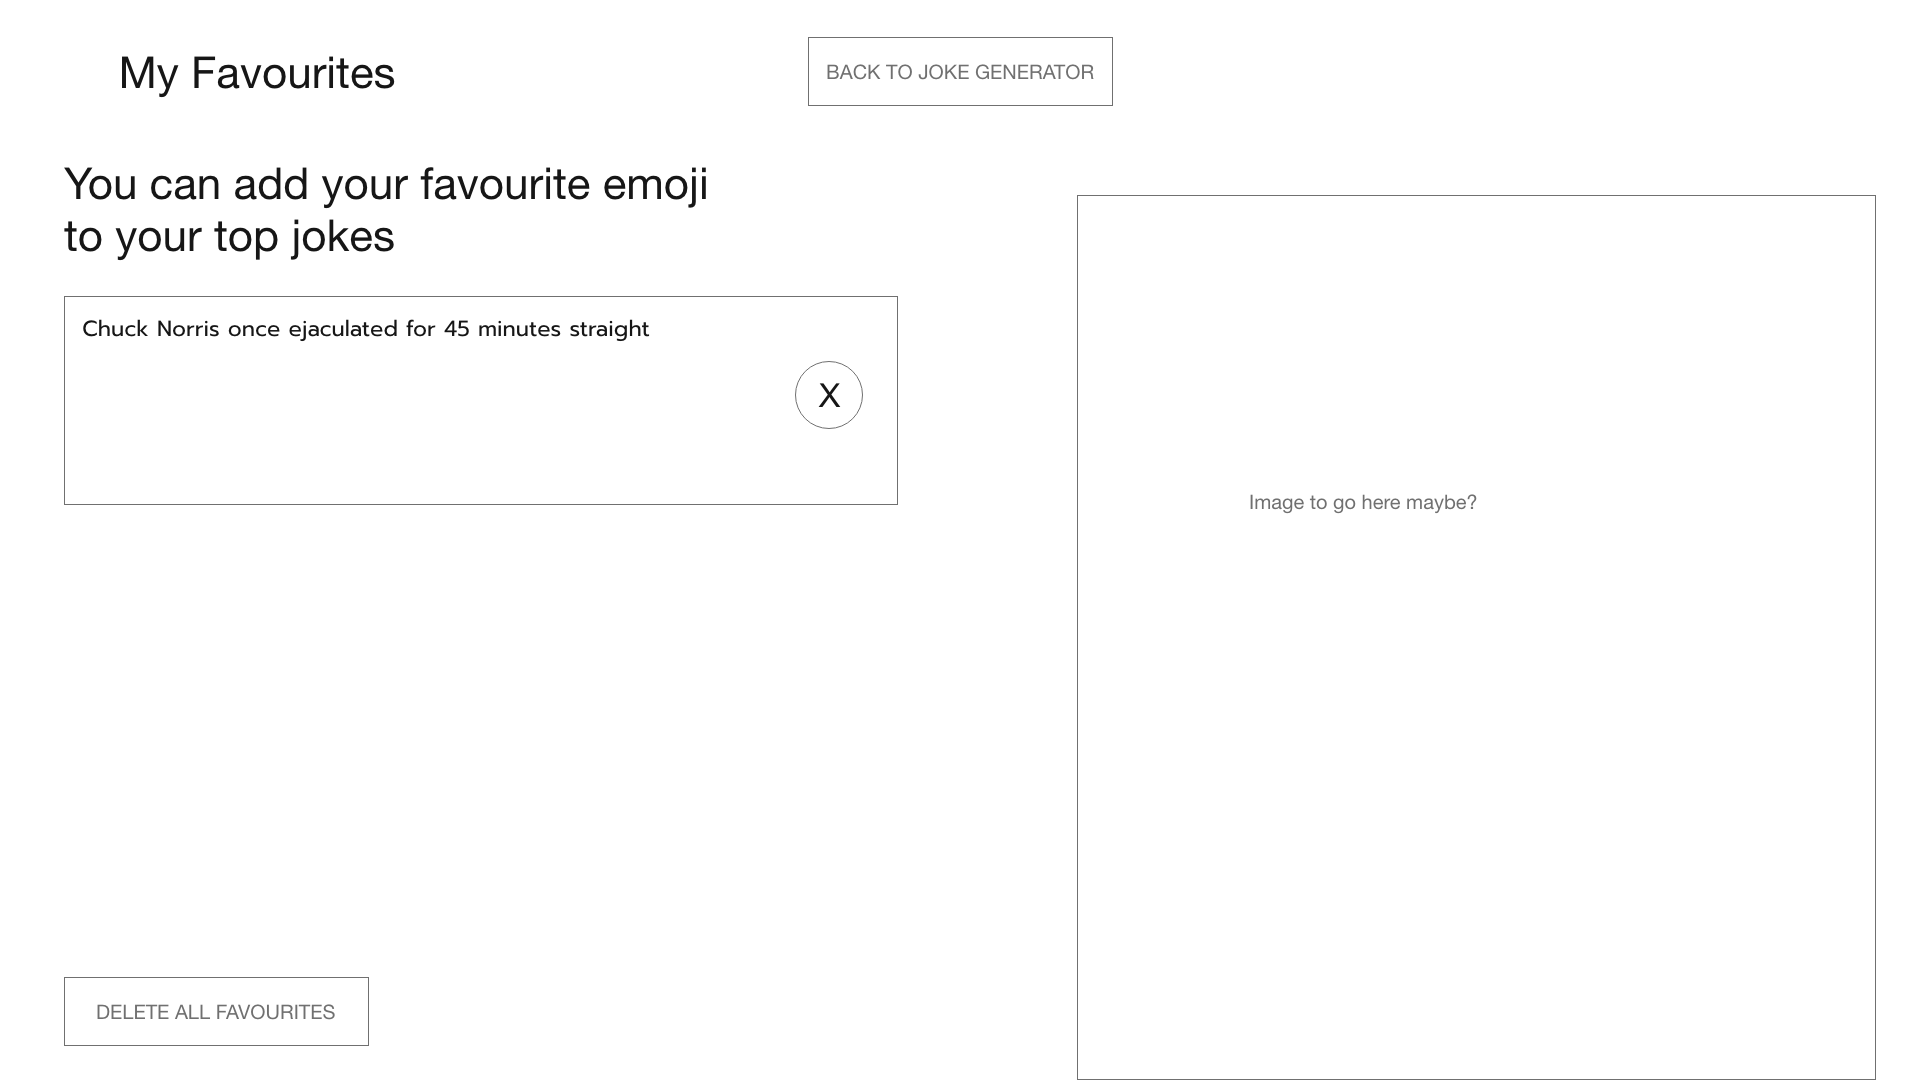 My Favourites
BACK TO JOKE GENERATOR
You can add your favourite emoji
to your top jokes
Chuck Norris once ejaculated for 45 minutes straight
X
Image to go here maybe?
DELETE ALL FAVOURITES